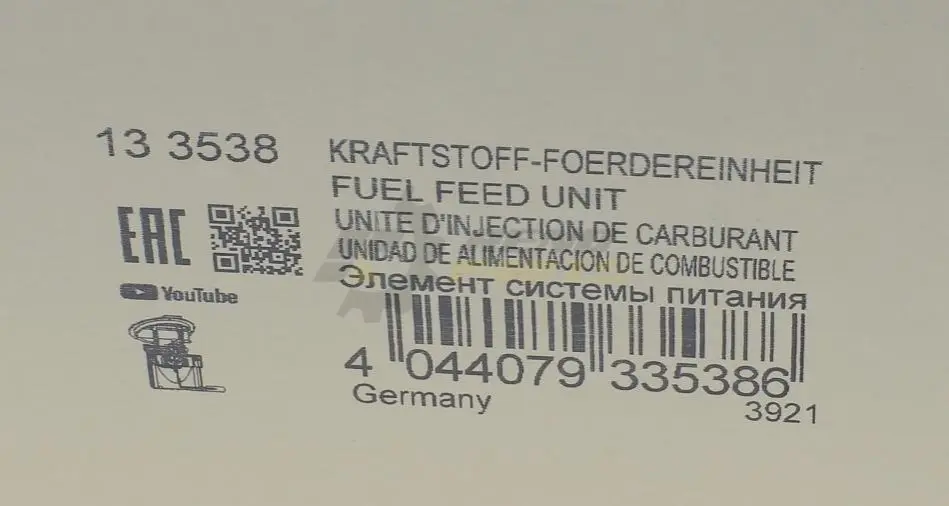 13 3538
KRAFTSTOFF-FOERDEREINHEIT
FUEL FEED UNIT
UNITE D'INJECTION DE CARBURANT
UNIDAD DE ALIMENTACION DE COMBUSTIBLE
Элемент системы питания
EAC
YouTube
4 044079 335386
Germany
3921